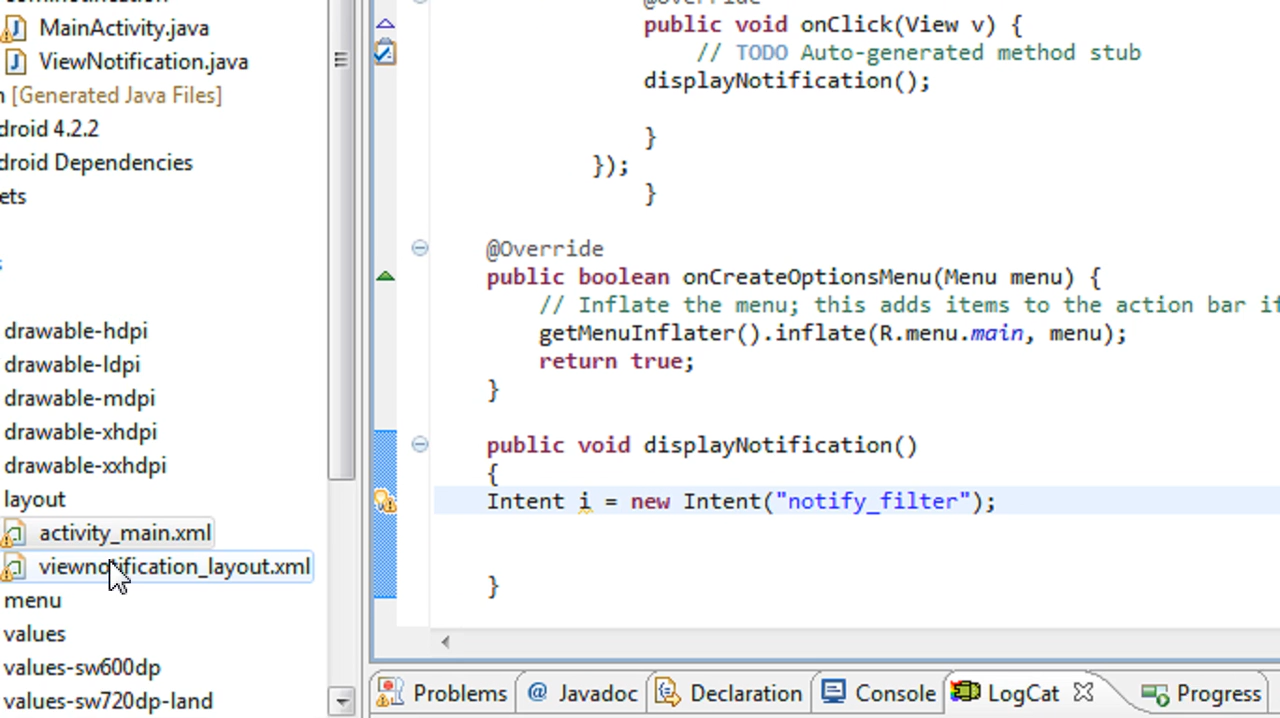 MainActivity.java
ViewNotification.java
[Generated Java Files]
droid 4.2.2
droid Dependencies
ets
drawable-hdpi
drawable-ldpi
drawable-mdpi
drawable-xhdpi
drawable-xxhdpi
layout
activity_main.xml
viewnotification_layout.xml
menu
values
values-sw600dp
values-sw720dp-land
@Override
public void onClick(View v) {
// TODO Auto-generated method stub
displayNotification();
}
});
}
@Override
public boolean onCreateOptionsMenu(Menu menu) {
// Inflate the menu; this adds items to the action bar if
getMenuInflater().inflate(R.menu.main, menu);
return true;
}
public void displayNotification()
{
Intent i = new Intent("notify_filter");
}
Problems @ Javadoc Declaration Console LogCat Progress